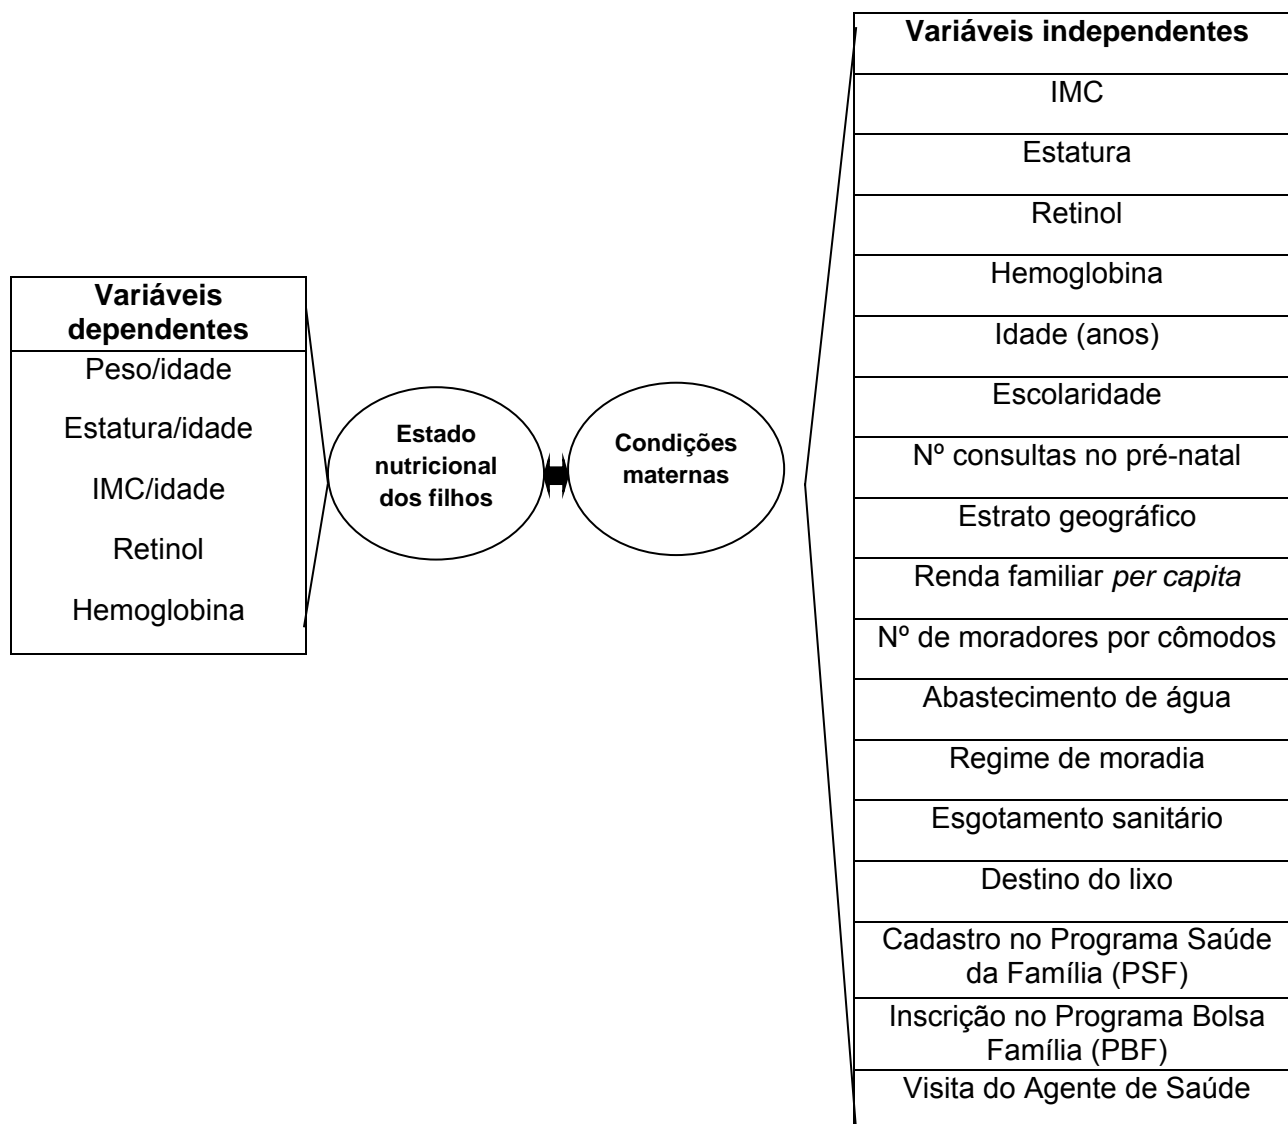 Variáveis
dependentes
Peso/idade
Estatura/idade
IMC/idade
Retinol
Hemoglobina
Estado
nutricional
dos filhos
Condições
maternas
Variáveis independentes
IMC
Estatura
Retinol
Hemoglobina
Idade (anos)
Escolaridade
Nº consultas no pré-natal
Estrato geográfico
Renda familiar per capita
Nº de moradores por cômodos
Abastecimento de água
Regime de moradia
Esgotamento sanitário
Destino do lixo
Cadastro no Programa Saúde
da Família (PSF)
Inscrição no Programa Bolsa
Família (PBF)
Visita do Agente de Saúde